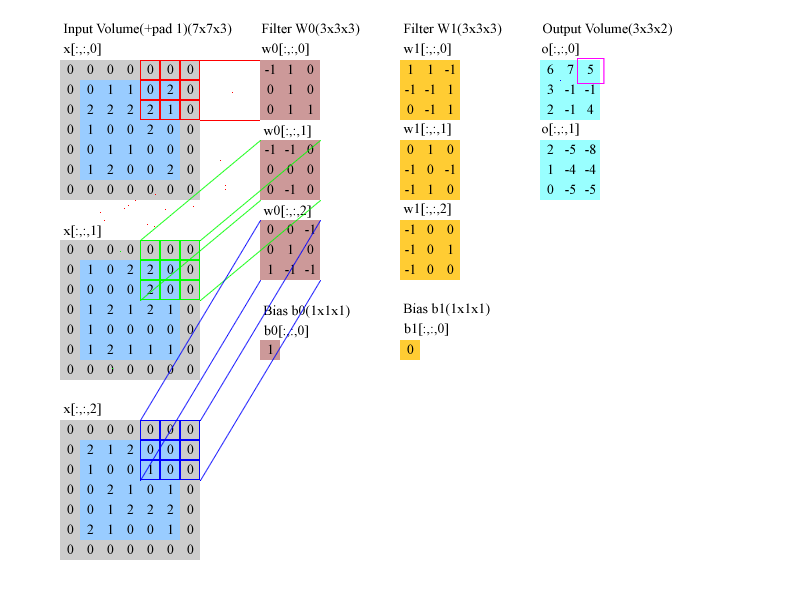 Input Volume(+pad 1)(7x7x3) Filter W0(3x3x3) Filter W1(3x3x3) Output Volume(3x3x2)
x[:,:,0] w0[:,:,0] w1[:,:,0] o[:,:,0]
0 0 0 0 0 0 0 -1 1 0 1 1 -1 6 7 5
0 0 1 1 0 2 0 0 1 0 -1 -1 1 3 -1 -1
0 2 2 2 2 1 0 0 1 1 0 -1 1 2 -1 4
0 1 0 0 2 0 0 w0[:,:,1] w1[:,:,1] o[:,:,1]
0 0 1 1 0 0 0 -1 -1 0 0 1 0 2 -5 -8
0 1 2 0 0 2 0 0 0 0 -1 0 -1 1 -4 -4
0 0 0 0 0 0 0 0 -1 0 -1 1 0 0 -5 -5
w0[:,:,2] w1[:,:,2]
x[:,:,1] 0 0 -1 -1 0 0
0 0 0 0 0 0 0 0 1 0 -1 0 1
0 1 0 2 2 0 0 1 -1 -1 -1 0 0
0 0 0 0 2 0 0
0 1 2 1 2 1 0 Bias b0(1x1x1) Bias b1(1x1x1)
0 1 0 0 0 0 0 b0[:,:,0] b1[:,:,0]
0 1 2 1 1 1 0 1 0
0 0 0 0 0 0 0
x[:,:,2]
0 0 0 0 0 0 0
0 2 1 2 0 0 0
0 1 0 0 1 0 0
0 0 2 1 0 1 0
0 0 1 2 2 2 0
0 2 1 0 0 1 0
0 0 0 0 0 0 0